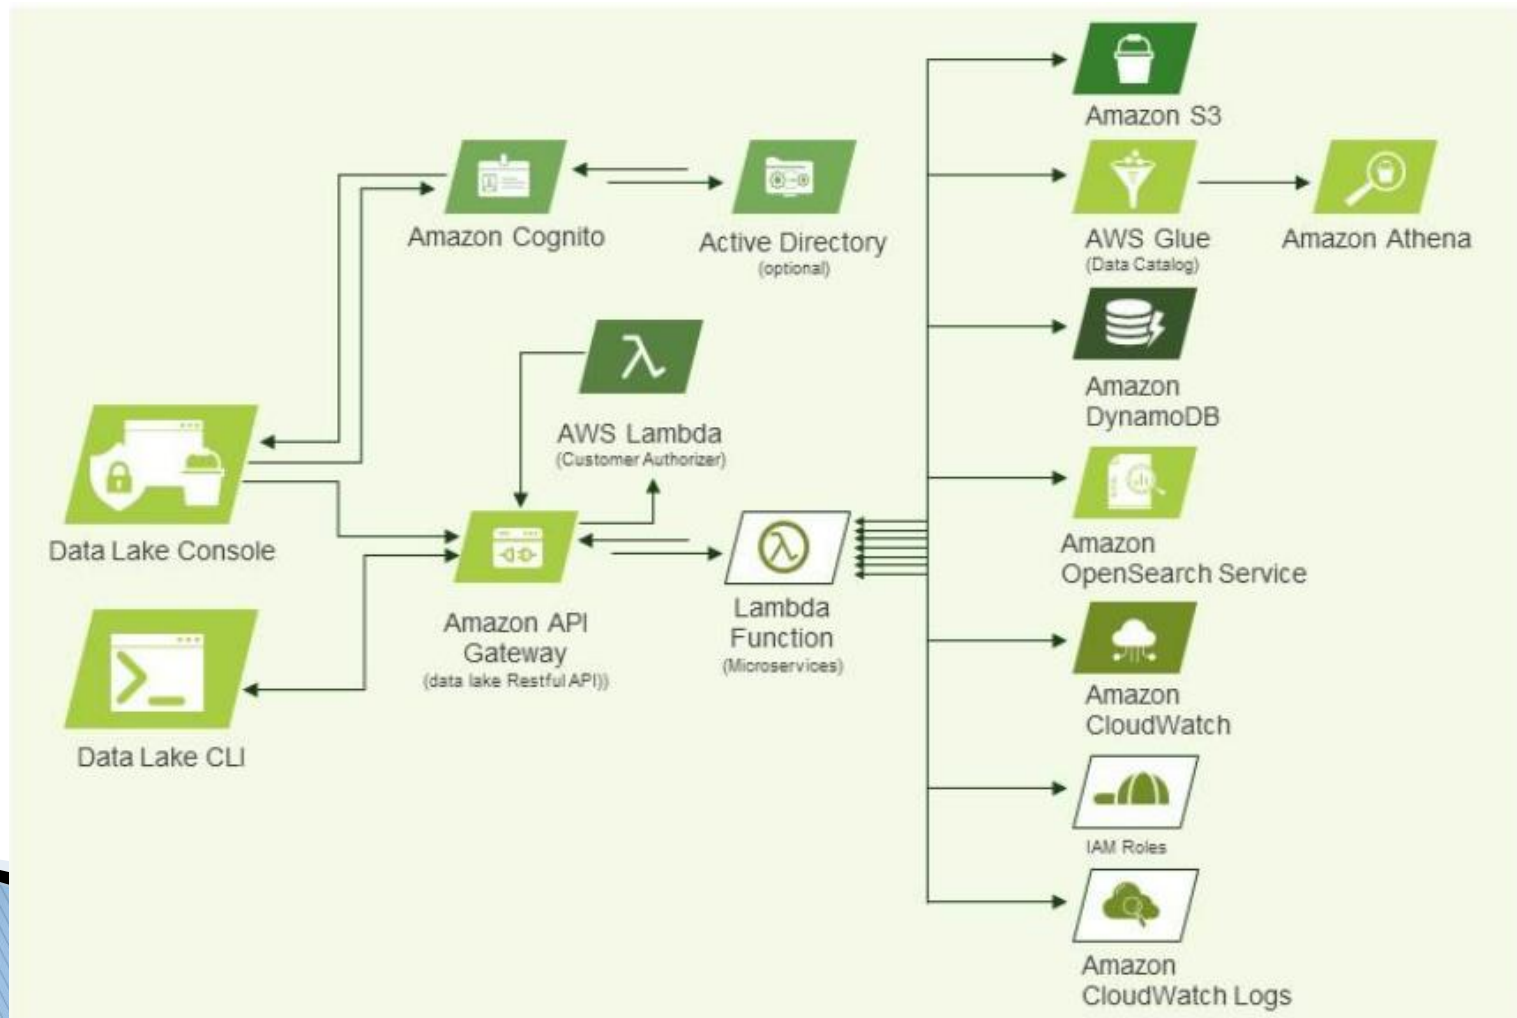 Amazon S3
Amazon Cognito
Active Directory
(optional)
AWS Glue
(Data Catalog)
Amazon Athena
Amazon
DynamoDB
AWS Lambda
(Customer Authorizer)
Data Lake Console
Amazon
OpenSearch Service
Amazon API
Gateway
(data lake Restful API))
Lambda
Function
(Microservices)
Data Lake CLI
Amazon
CloudWatch
IAM Roles
Amazon
CloudWatch Logs